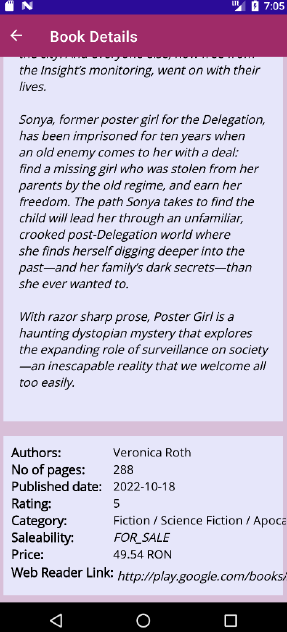 7:05
Book Details
the Insight's monitoring, went on with their
lives.
Sonya, former poster girl for the Delegation,
has been imprisoned for ten years when
an old enemy comes to her with a deal:
find a missing girl who was stolen from her
parents by the old regime, and earn her
freedom. The path Sonya takes to find the
child will lead her through an unfamiliar,
crooked post-Delegation world where
she finds herself digging deeper into the
past—and her family's dark secrets—than
she ever wanted to.
With razor sharp prose, Poster Girl is a
haunting dystopian mystery that explores
the expanding role of surveillance on society
—an inescapable reality that we welcome all
too easily.
Authors: Veronica Roth
No of pages: 288
Published date: 2022-10-18
Rating: 5
Category: Fiction / Science Fiction / Apoca
Saleability: FOR_SALE
Price: 49.54 RON
Web Reader Link: http://play.google.com/books/